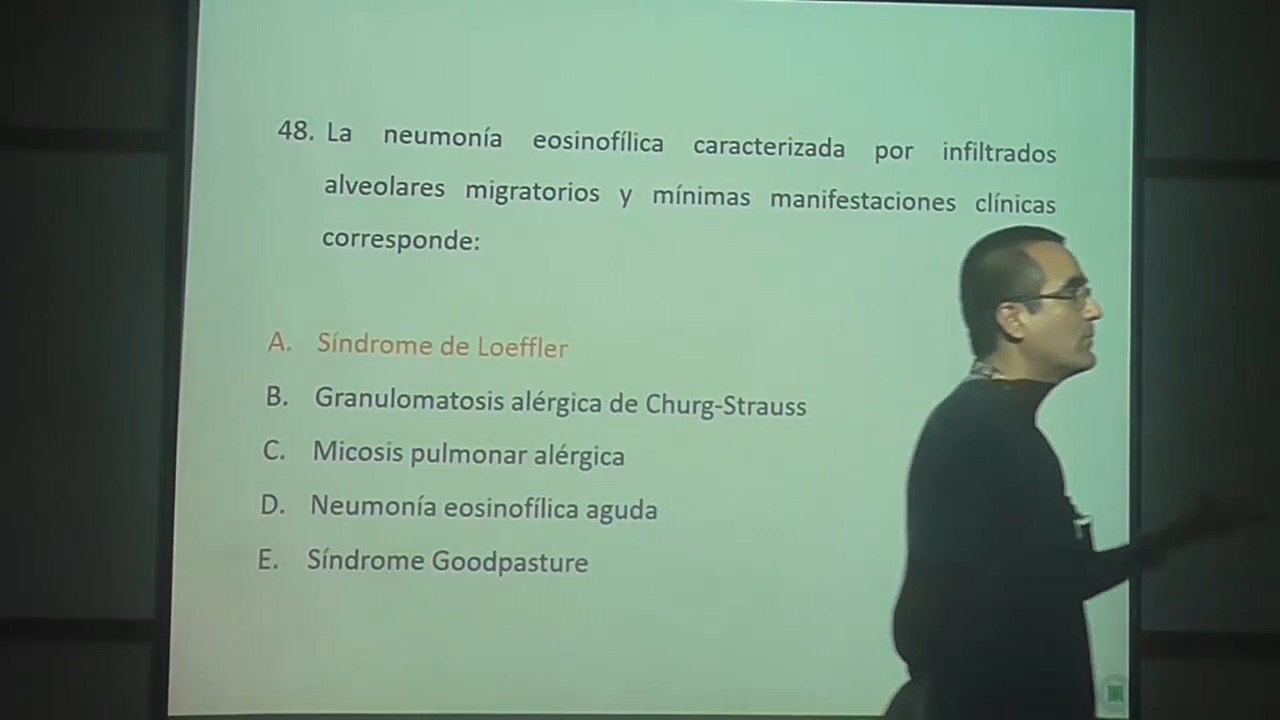 48. La neumonía eosinofílica caracterizada por infiltrados
alveolares migratorios y mínimas manifestaciones clínicas
corresponde:
A. Síndrome de Loeffler
B. Granulomatosis alérgica de Churg-Strauss
C. Micosis pulmonar alérgica
D. Neumonía eosinofílica aguda
E. Síndrome Goodpasture